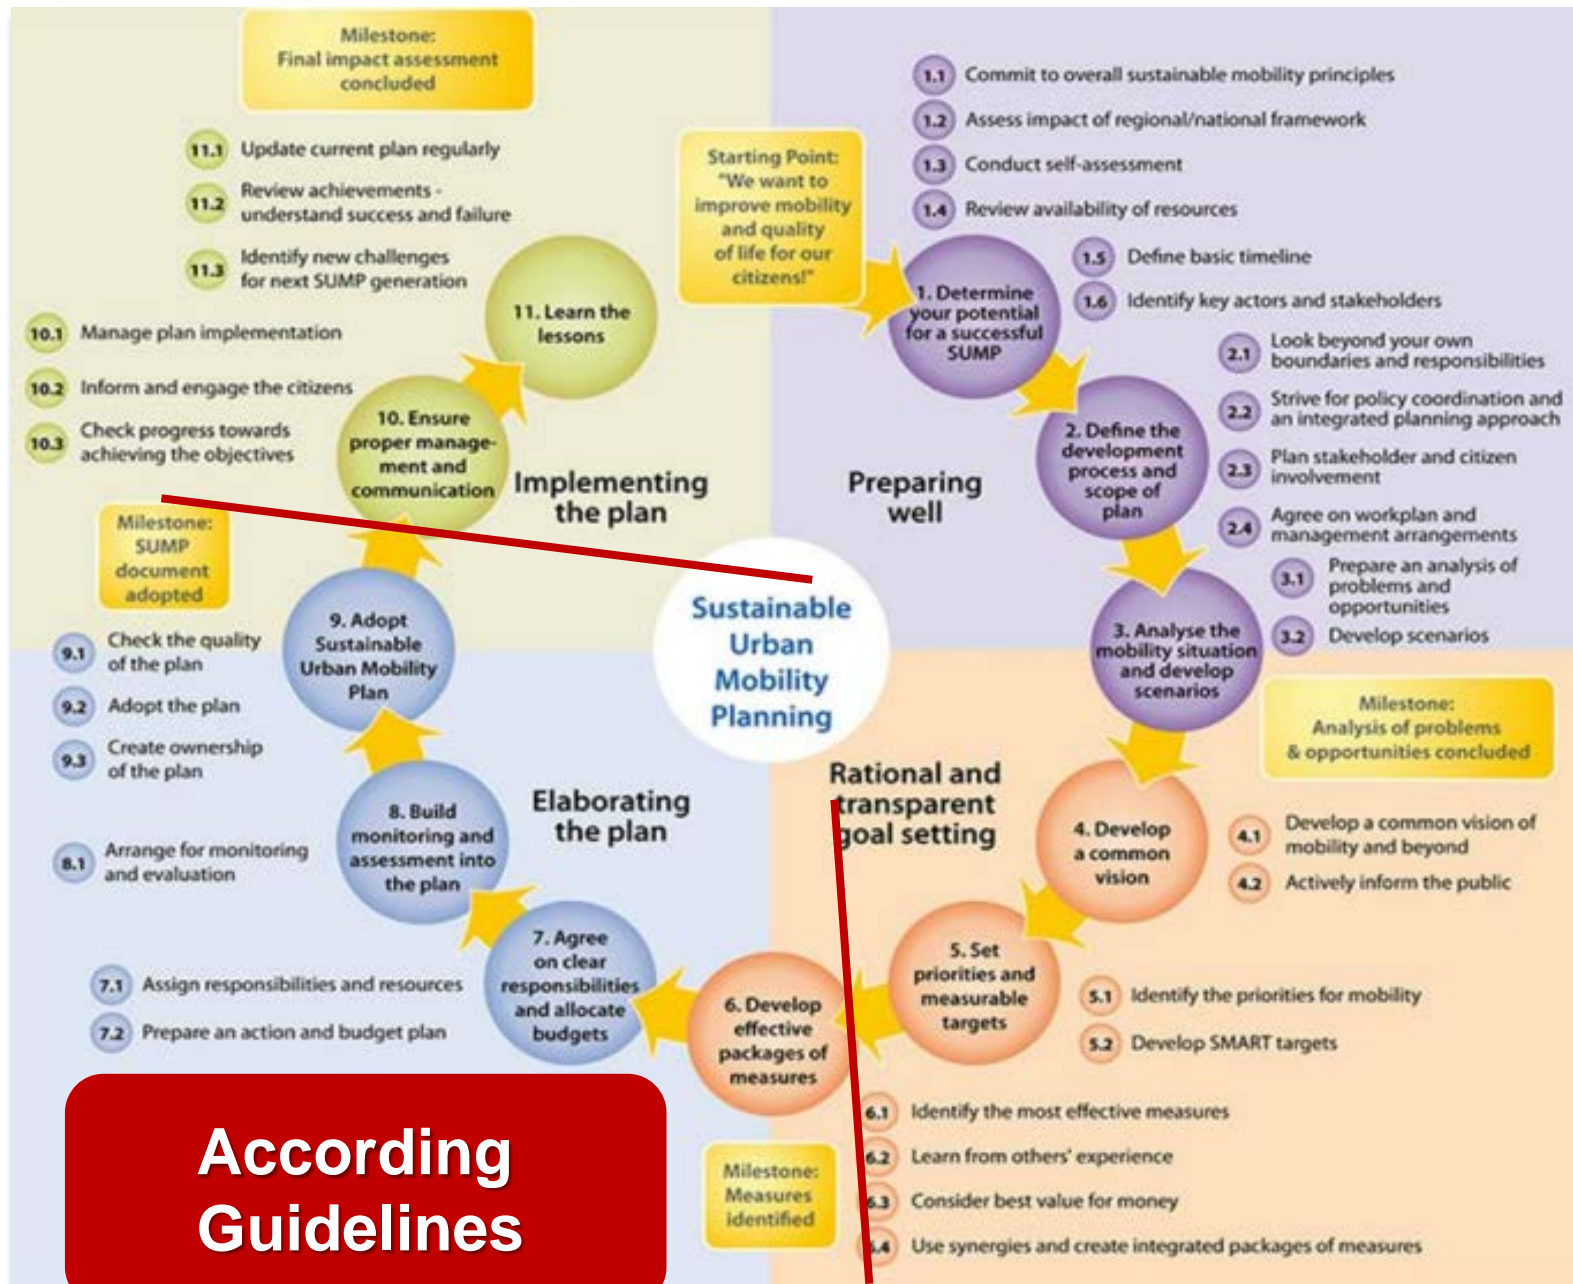 Milestone:
Final impact assessment
concluded
11.1 Update current plan regularly
11.2 Review achievements -
understand success and failure
11.3 Identify new challenges
for next SUMP generation
10.1 Manage plan implementation
10.2 Inform and engage the citizens
10.3 Check progress towards
achieving the objectives
11. Learn the
lessons
10. Ensure
proper manage-
ment and
communication
Implementing
the plan
Starting Point:
"We want to
improve mobility
and quality
of life for our
citizens!"
1.1 Commit to overall sustainable mobility principles
1.2 Assess impact of regional/national framework
1.3 Conduct self-assessment
1.4 Review availability of resources
1.5 Define basic timeline
1.6 Identify key actors and stakeholders
1. Determine
your potential
for a successful
SUMP
2.1 Look beyond your own
boundaries and responsibilities
2.2 Strive for policy coordination and
an integrated planning approach
2.3 Plan stakeholder and citizen
involvement
2.4 Agree on workplan and
management arrangements
2. Define the
development
process and
scope of
plan
Preparing
well
3.1 Prepare an analysis of
problems and
opportunities
3.2 Develop scenarios
3. Analyse the
mobility situation
and develop
scenarios
Milestone:
Analysis of problems
& opportunities concluded
Sustainable
Urban
Mobility
Planning
Rational and
transparent
goal setting
4. Develop
a common
vision
4.1 Develop a common vision of
mobility and beyond
4.2 Actively inform the public
5. Set
priorities and
measurable
targets
5.1 Identify the priorities for mobility
5.2 Develop SMART targets
6. Develop
effective
packages of
measures
6.1 Identify the most effective measures
6.2 Learn from others' experience
6.3 Consider best value for money
6.4 Use synergies and create integrated packages of measures
Milestone:
Measures
identified
7. Agree
on clear
responsibilities
and allocate
budgets
7.1 Assign responsibilities and resources
7.2 Prepare an action and budget plan
Elaborating
the plan
8. Build
monitoring and
assessment into
the plan
8.1 Arrange for monitoring
and evaluation
9. Adopt
Sustainable
Urban Mobility
Plan
9.1 Check the quality
of the plan
9.2 Adopt the plan
9.3 Create ownership
of the plan
Milestone:
SUMP
document
adopted
According
Guidelines